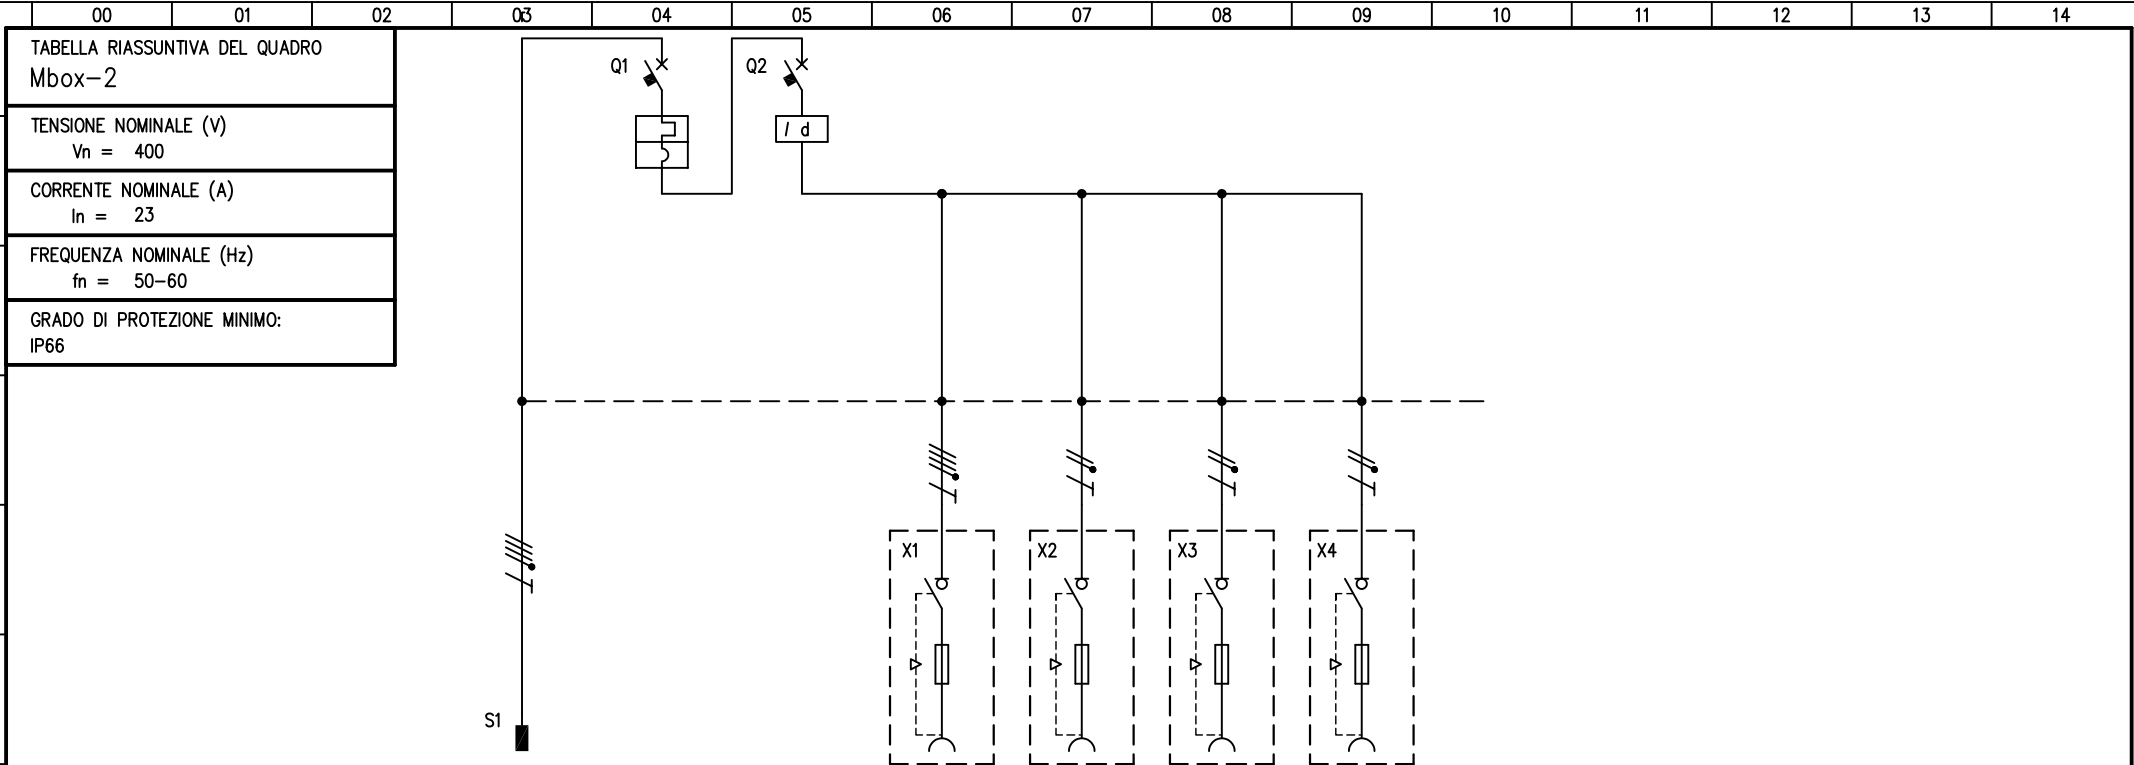 00 01 02 03 04 05 06 07 08 09 10 11 12 13 14
TABELLA RIASSUNTIVA DEL QUADRO
Mbox-2
TENSIONE NOMINALE (V)
Vn = 400
CORRENTE NOMINALE (A)
In = 23
FREQUENZA NOMINALE (Hz)
fn = 50-60
GRADO DI PROTEZIONE MINIMO:
IP66
Q1 Q2
I d
X1 X2 X3 X4
S1